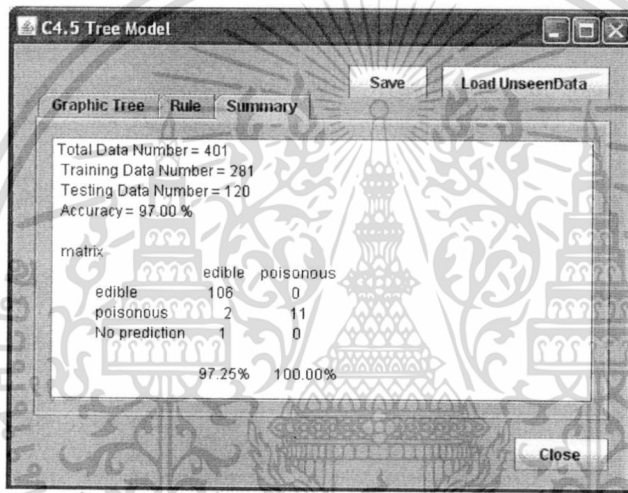 C4.5 Tree Model
Save Load UnseenData
Graphic Tree Rule Summary
Total Data Number = 401
Training Data Number = 281
Testing Data Number = 120
Accuracy = 97.00 %
matrix
edible poisonous
edible 106 0
poisonous 2 11
No prediction 1 0
97.25% 100.00%
Close